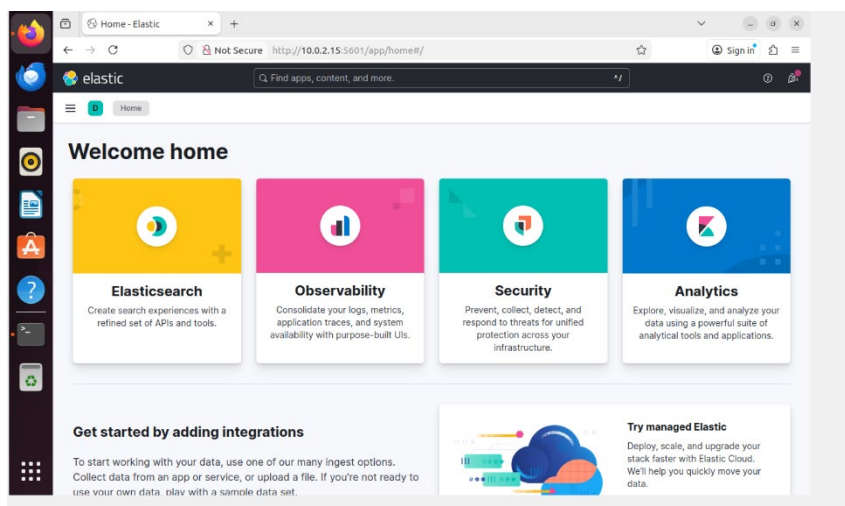 Home - Elastic
Not Secure http://10.0.2.15:5601/app/home#/
Sign in
elastic
Find apps, content, and more.
^/
D Home
Welcome home
Elasticsearch
Create search experiences with a
refined set of APIs and tools.
Observability
Consolidate your logs, metrics,
application traces, and system
availability with purpose-built UIs.
Security
Prevent, collect, detect, and
respond to threats for unified
protection across your
infrastructure.
Analytics
Explore, visualize, and analyze your
data using a powerful suite of
analytical tools and applications.
Get started by adding integrations
To start working with your data, use one of our many ingest options.
Collect data from an app or service, or upload a file. If you're not ready to
use your own data, play with a sample data set.
Try managed Elastic
Deploy, scale, and upgrade your
stack faster with Elastic Cloud.
We'll help you quickly move your
data.